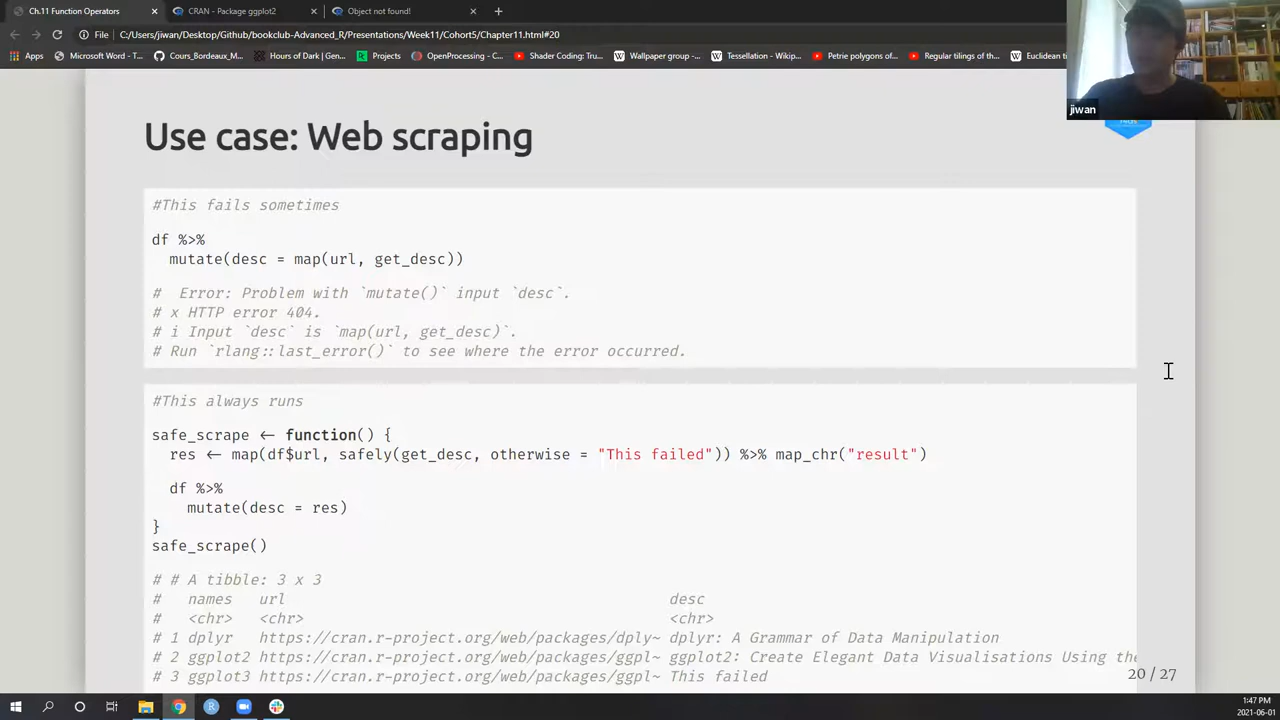 Ch.11 Function Operators
CRAN - Package ggplot2
Object not found!
File
C:/Users/jiwan/Desktop/Github/bookclub-Advanced_R/Presentations/Week11/Cohort5/Chapter11.html#20
Apps
Microsoft Word - T...
Cours_Bordeaux_M...
Hours of Dark | Gen...
Projects
OpenProcessing - C...
Shader Coding: Tru...
Wallpaper group -...
Tessellation - Wikip...
Petrie polygons of...
Regular tilings of th...
Euclidean ti
jiwan
Use case: Web scraping
#This fails sometimes
df %>%
mutate(desc = map(url, get_desc))
#  Error: Problem with `mutate()` input `desc`.
# x HTTP error 404.
# i Input `desc` is `map(url, get_desc)`.
# Run `rlang::last_error()` to see where the error occurred.
#This always runs
safe_scrape <- function() {
res <- map(df$url, safely(get_desc, otherwise = "This failed")) %>% map_chr("result")
df %>%
mutate(desc = res)
}
safe_scrape()
# # A tibble: 3 x 3
#   names   url   desc
#   <chr>   <chr>   <chr>
# 1 dplyr   https://cran.r-project.org/web/packages/dply~ dplyr: A Grammar of Data Manipulation
# 2 ggplot2 https://cran.r-project.org/web/packages/ggpl~ ggplot2: Create Elegant Data Visualisations Using the
# 3 ggplot3 https://cran.r-project.org/web/packages/ggpl~ This failed
20 / 27
1:47 PM
2021-06-01